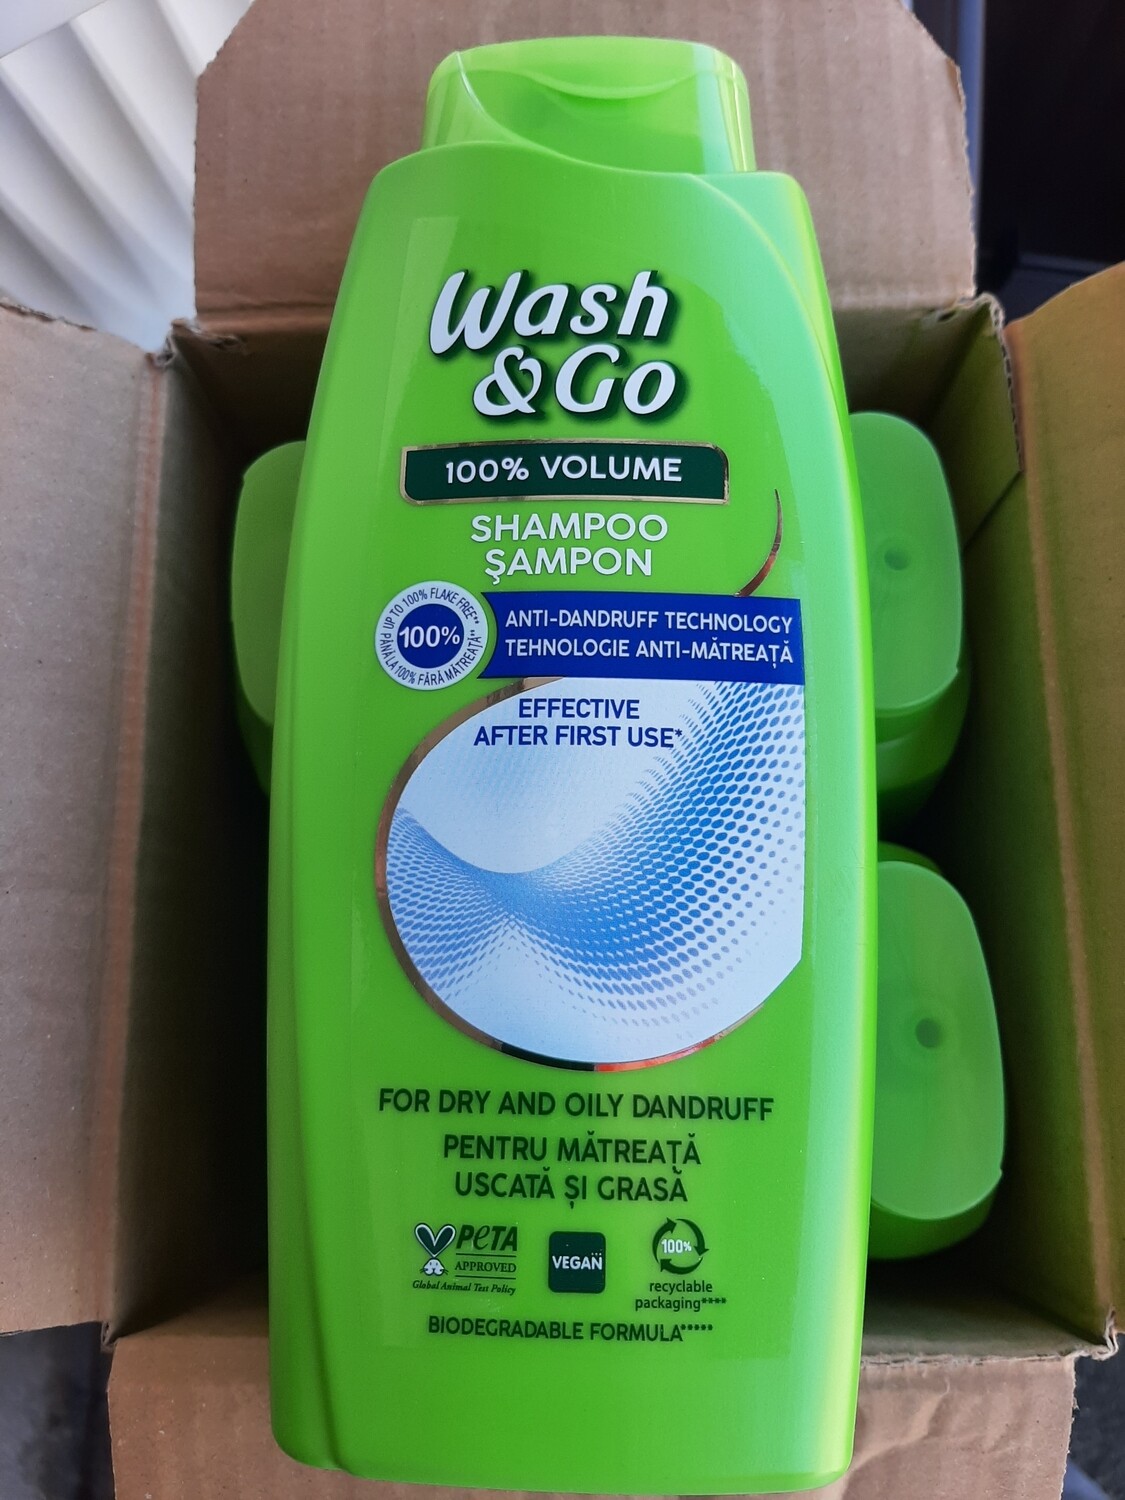 Wash
& Go
100% VOLUME
SHAMPOO
ŞAMPON
UP TO 100% FLAKE FREE**
100%
PÂNĂ LA 100% FĂRĂ MĂTREAȚĂ**
ANTI-DANDRUFF TECHNOLOGY
TEHNOLOGIE ANTI-MĂTREAȚĂ
EFFECTIVE
AFTER FIRST USE*
FOR DRY AND OILY DANDRUFF
PENTRU MĂTREAȚĂ
USCATĂ ȘI GRASĂ
PETA
APPROVED
Global Animal Test Policy
VEGAN***
100%
recyclable
packaging****
BIODEGRADABLE FORMULA*****